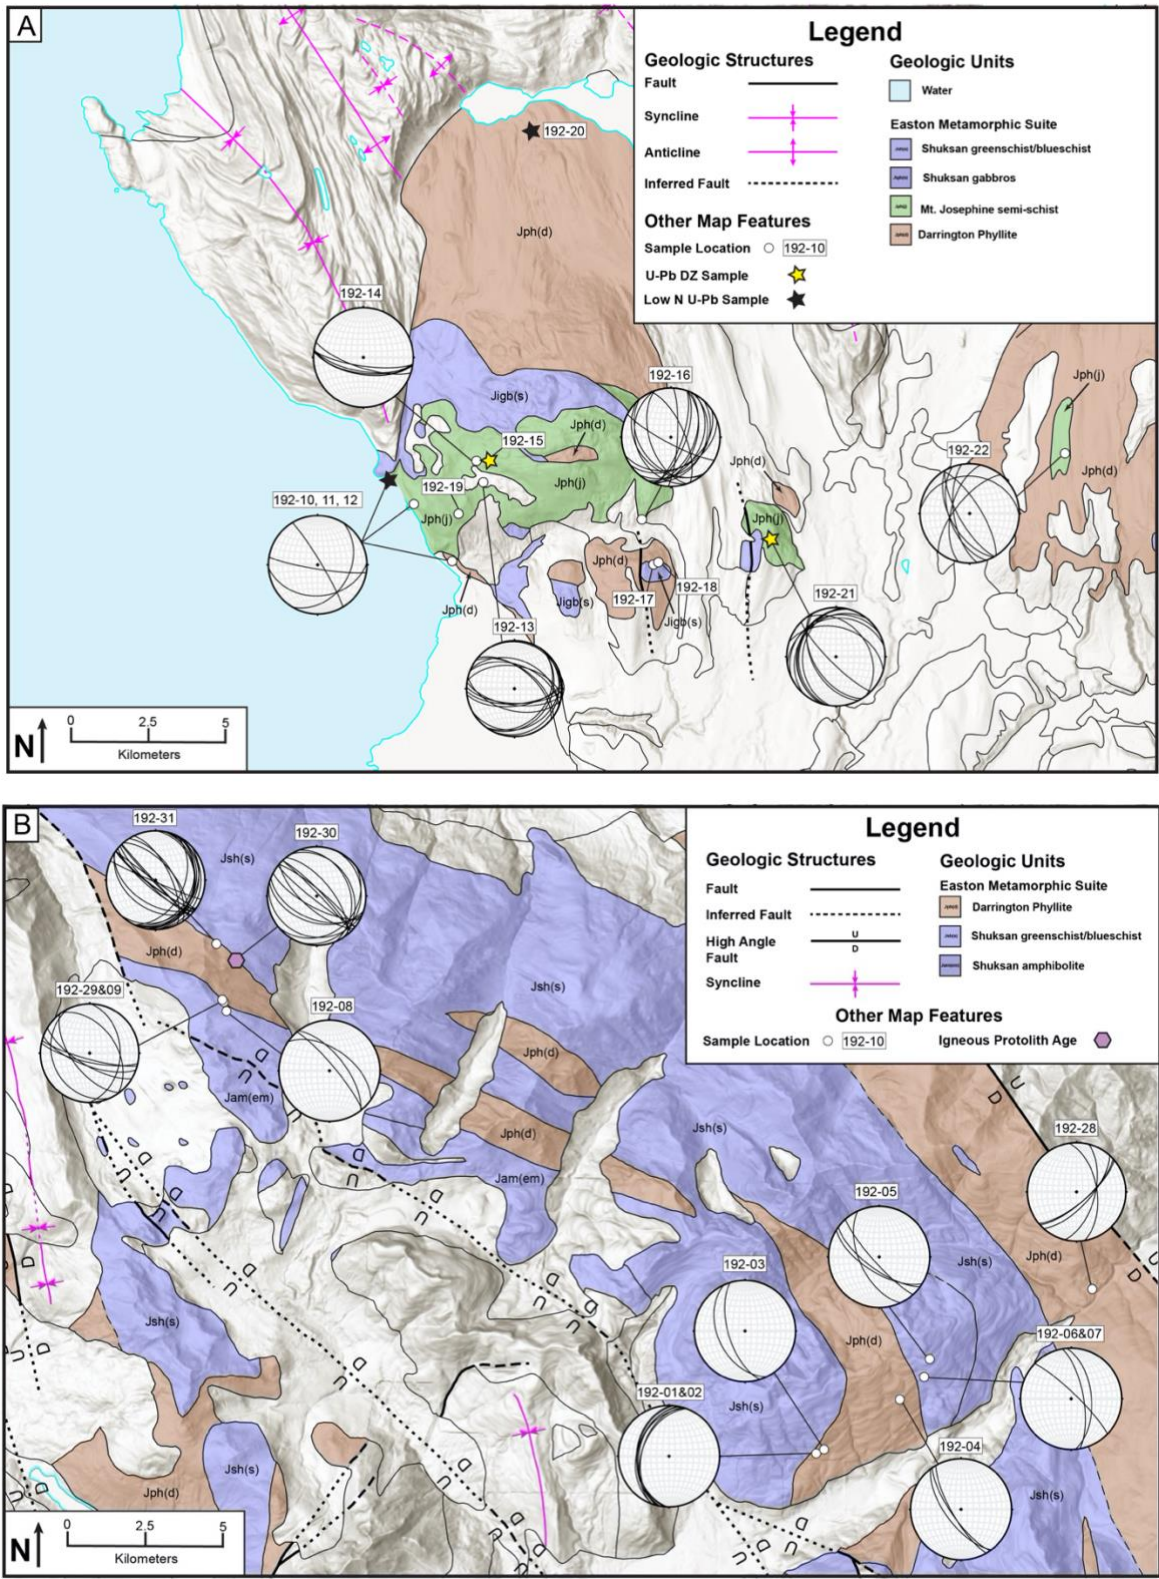 A
Legend
Geologic Structures
Fault
Syncline
Anticline
Inferred Fault
Other Map Features
Sample Location
192-10
U-Pb DZ Sample
Low N U-Pb Sample
Geologic Units
Water
Easton Metamorphic Suite
Shuksan greenschist/blueschist
Shuksan gabbros
Mt. Josephine semi-schist
Darrington Phyllite
192-20
Jph(d)
192-14
192-16
Jph(j)
Jigb(s)
192-15
Jph(d)
192-22
Jph(d)
Jph(d)
192-19
Jph(j)
192-10, 11, 12
Jph(j)
Jph(j)
Jph(d)
192-18
192-21
192-17
Jph(d)
Jigb(s)
Jigb(s)
192-13
0 2.5 5
Kilometers
N
B
Legend
Geologic Structures
Fault
Inferred Fault
High Angle
Fault
U
D
Syncline
Geologic Units
Easton Metamorphic Suite
Darrington Phyllite
Shuksan greenschist/blueschist
Shuksan amphibolite
Other Map Features
Sample Location
192-10
Igneous Protolith Age
192-31
192-30
Jsh(s)
Jph(d)
192-29&09
Jsh(s)
192-08
D
U
Jph(d)
Jam(em)
U
D
U
Jph(d)
Jsh(s)
192-28
D
U
D
U
Jam(em)
D
U
192-05
D
U
D
U
D
Jph(d)
U
D
192-03
Jsh(s)
D
U
D
U
Jsh(s)
Jph(d)
192-06&07
U
D
D
U
192-01&02
Jsh(s)
192-04
Jsh(s)
D
U
Jsh(s)
Jph(d)
U
D
D
U
D
U
D
U
D
U
0 2.5 5
Kilometers
N